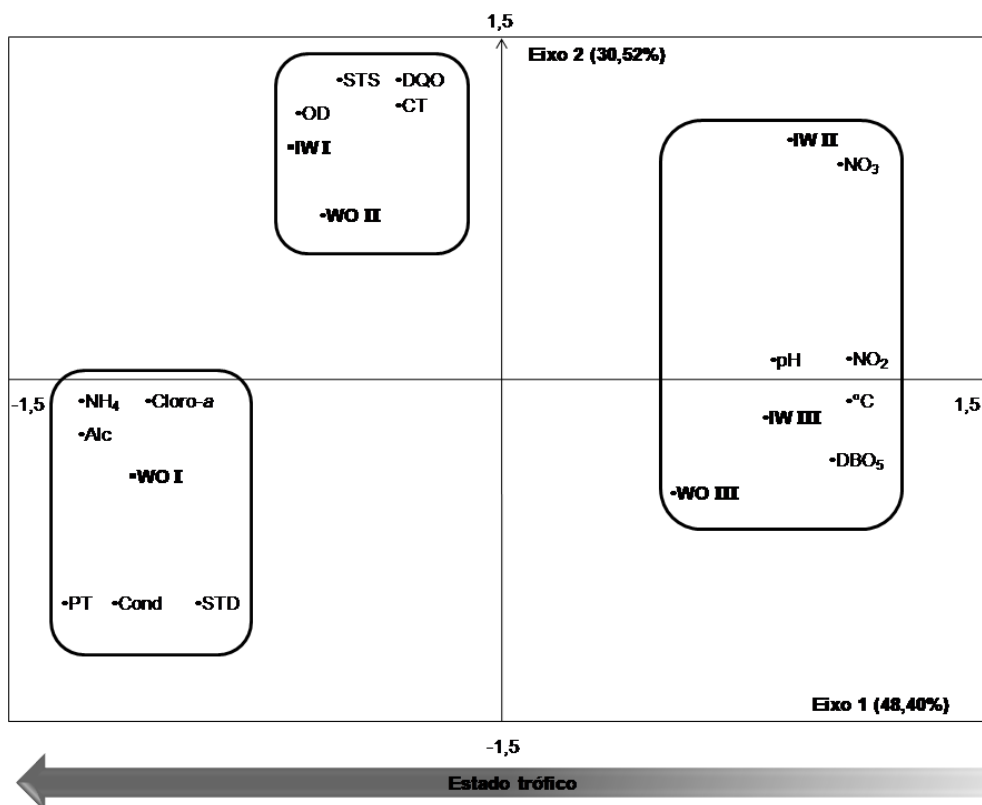 1,5
Eixo 2 (30,52%)
•STS •DQO
•OD •CT
•IW I
•WO II
•IW II
•NO₃
•pH •NO₂
-1,5 •NH₄ •Cloro-a •ºC 1,5
•Alc •IW III
•WO I •DBO₅
•WO III
•PT •Cond •STD
Eixo 1 (48,40%)
-1,5
Estado trófico